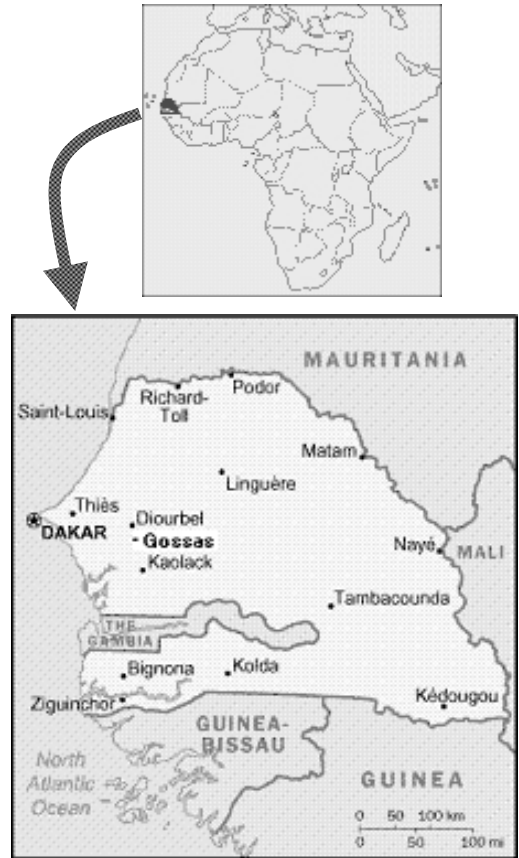 MAURITANIA
Podor
Richard-
Toll
Saint-Louis
Matam
Linguère
Thiès
Diourbel
DAKAR
Gossas
Nayé
MALI
Kaolack
Tambacounda
THE
GAMBIA
Bignona
Kolda
Ziguinchor
Kédougou
GUINEA-
BISSAU
North
Atlantic
Ocean
GUINEA
0 50 100 km
0 50 100 mi